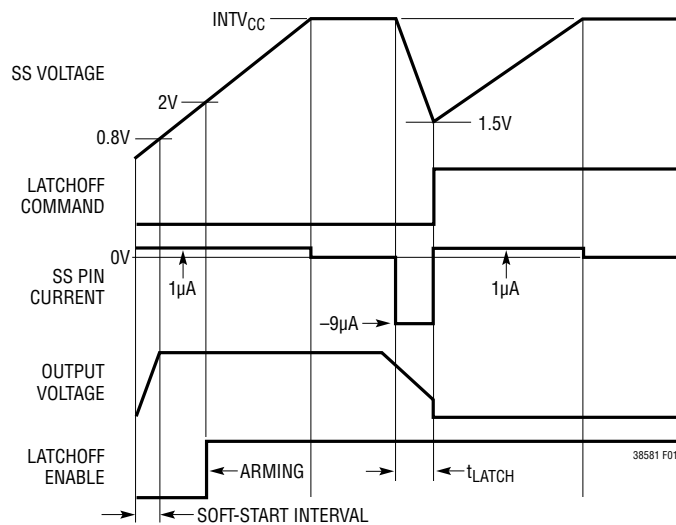 INTVCC
SS VOLTAGE
2V
0.8V
1.5V
LATCHOFF
COMMAND
0V
SS PIN
CURRENT
1µA
1µA
–9µA
OUTPUT
VOLTAGE
LATCHOFF
ENABLE
ARMING
tLATCH
38581 F01
SOFT-START INTERVAL